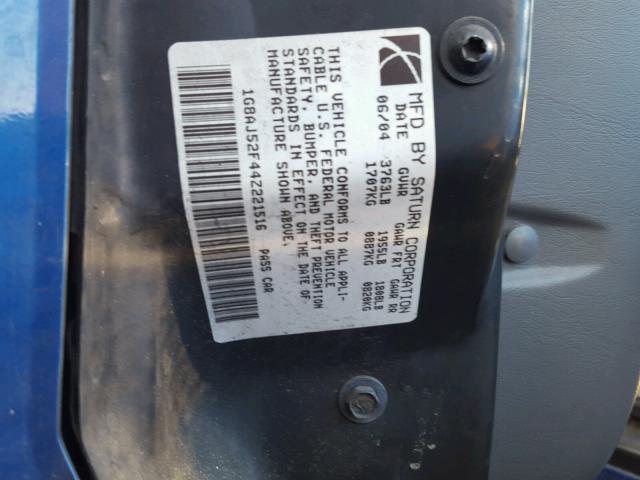 MFD BY SATURN CORPORATION
DATE GVWR GAWR FRT GAWR RR
06/04 3763LB 1955LB 1808LB
1707KG 0887KG 0820KG
THIS VEHICLE CONFORMS TO ALL APPLI-
CABLE U.S. FEDERAL MOTOR VEHICLE
SAFETY, BUMPER, AND THEFT PREVENTION
STANDARDS IN EFFECT ON THE DATE OF
MANUFACTURE SHOWN ABOVE.
1G8AJ52F44Z221516 PASS CAR